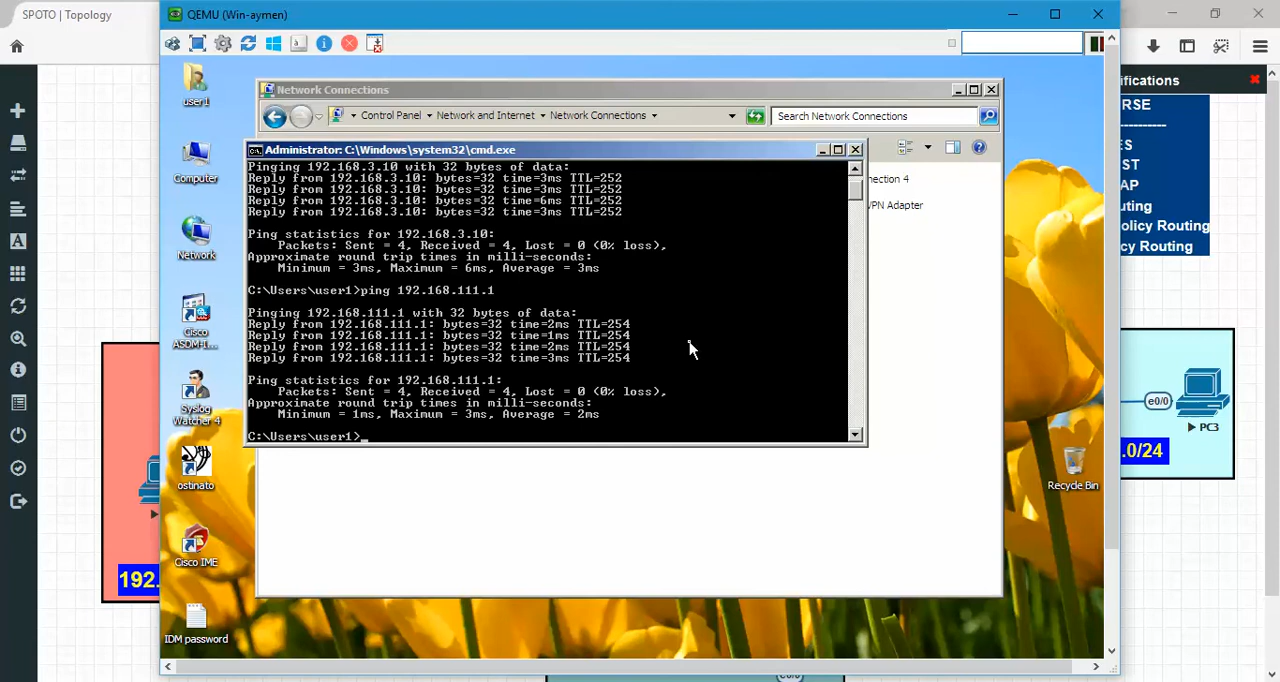 SPOTO | Topology
QEMU (Win-aymen)
Network Connections
Control Panel
Network and Internet
Network Connections
Search Network Connections
Administrator: C:\Windows\system32\cmd.exe
Pinging 192.168.3.10 with 32 bytes of data:
Reply from 192.168.3.10: bytes=32 time=3ms TTL=252
Reply from 192.168.3.10: bytes=32 time=3ms TTL=252
Reply from 192.168.3.10: bytes=32 time=6ms TTL=252
Reply from 192.168.3.10: bytes=32 time=3ms TTL=252
Ping statistics for 192.168.3.10:
Packets: Sent = 4, Received = 4, Lost = 0 (0% loss),
Approximate round trip times in milli-seconds:
Minimum = 3ms, Maximum = 6ms, Average = 3ms
C:\Users\user1>ping 192.168.111.1
Pinging 192.168.111.1 with 32 bytes of data:
Reply from 192.168.111.1: bytes=32 time=2ms TTL=254
Reply from 192.168.111.1: bytes=32 time=1ms TTL=254
Reply from 192.168.111.1: bytes=32 time=2ms TTL=254
Reply from 192.168.111.1: bytes=32 time=3ms TTL=254
Ping statistics for 192.168.111.1:
Packets: Sent = 4, Received = 4, Lost = 0 (0% loss),
Approximate round trip times in milli-seconds:
Minimum = 1ms, Maximum = 3ms, Average = 2ms
C:\Users\user1>_
nection 4
VPN Adapter
user1
Computer
Network
Cisco
ASDM-I...
Syslog
Watcher 4
ostinato
Cisco IME
IDM password
Recycle Bin
ifications
RSE
ES
ST
AP
uting
olicy Routing
cy Routing
e0/0
PC3
.0/24
192.
e0/0